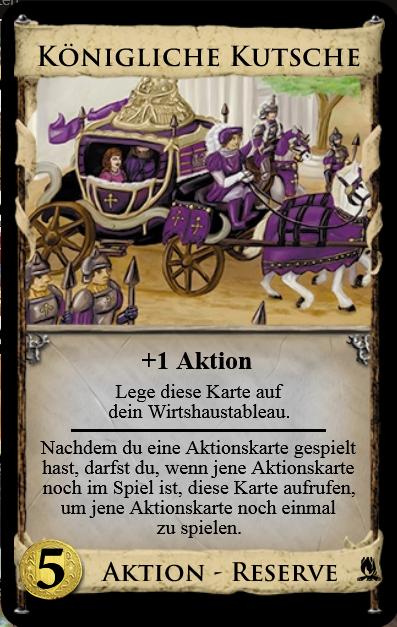 KÖNIGLICHE KUTSCHE
+1 Aktion
Lege diese Karte auf
dein Wirtshaustableau.
Nachdem du eine Aktionskarte gespielt
hast, darfst du, wenn jene Aktionskarte
noch im Spiel ist, diese Karte aufrufen,
um jene Aktionskarte noch einmal
zu spielen.
5 AKTION - RESERVE